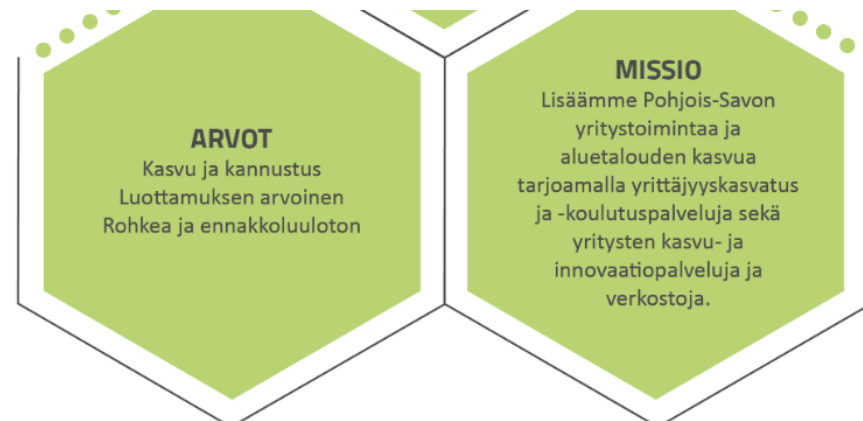 ARVOT
Kasvu ja kannustus
Luottamuksen arvoinen
Rohkea ja ennakkoluuloton
MISSIO
Lisäämme Pohjois-Savon
yritystoimintaa ja
aluetalouden kasvua
tarjoamalla yrittäjyyskasvatus
ja -koulutuspalveluja sekä
yritysten kasvu- ja
innovaatiopalveluja ja
verkostoja.